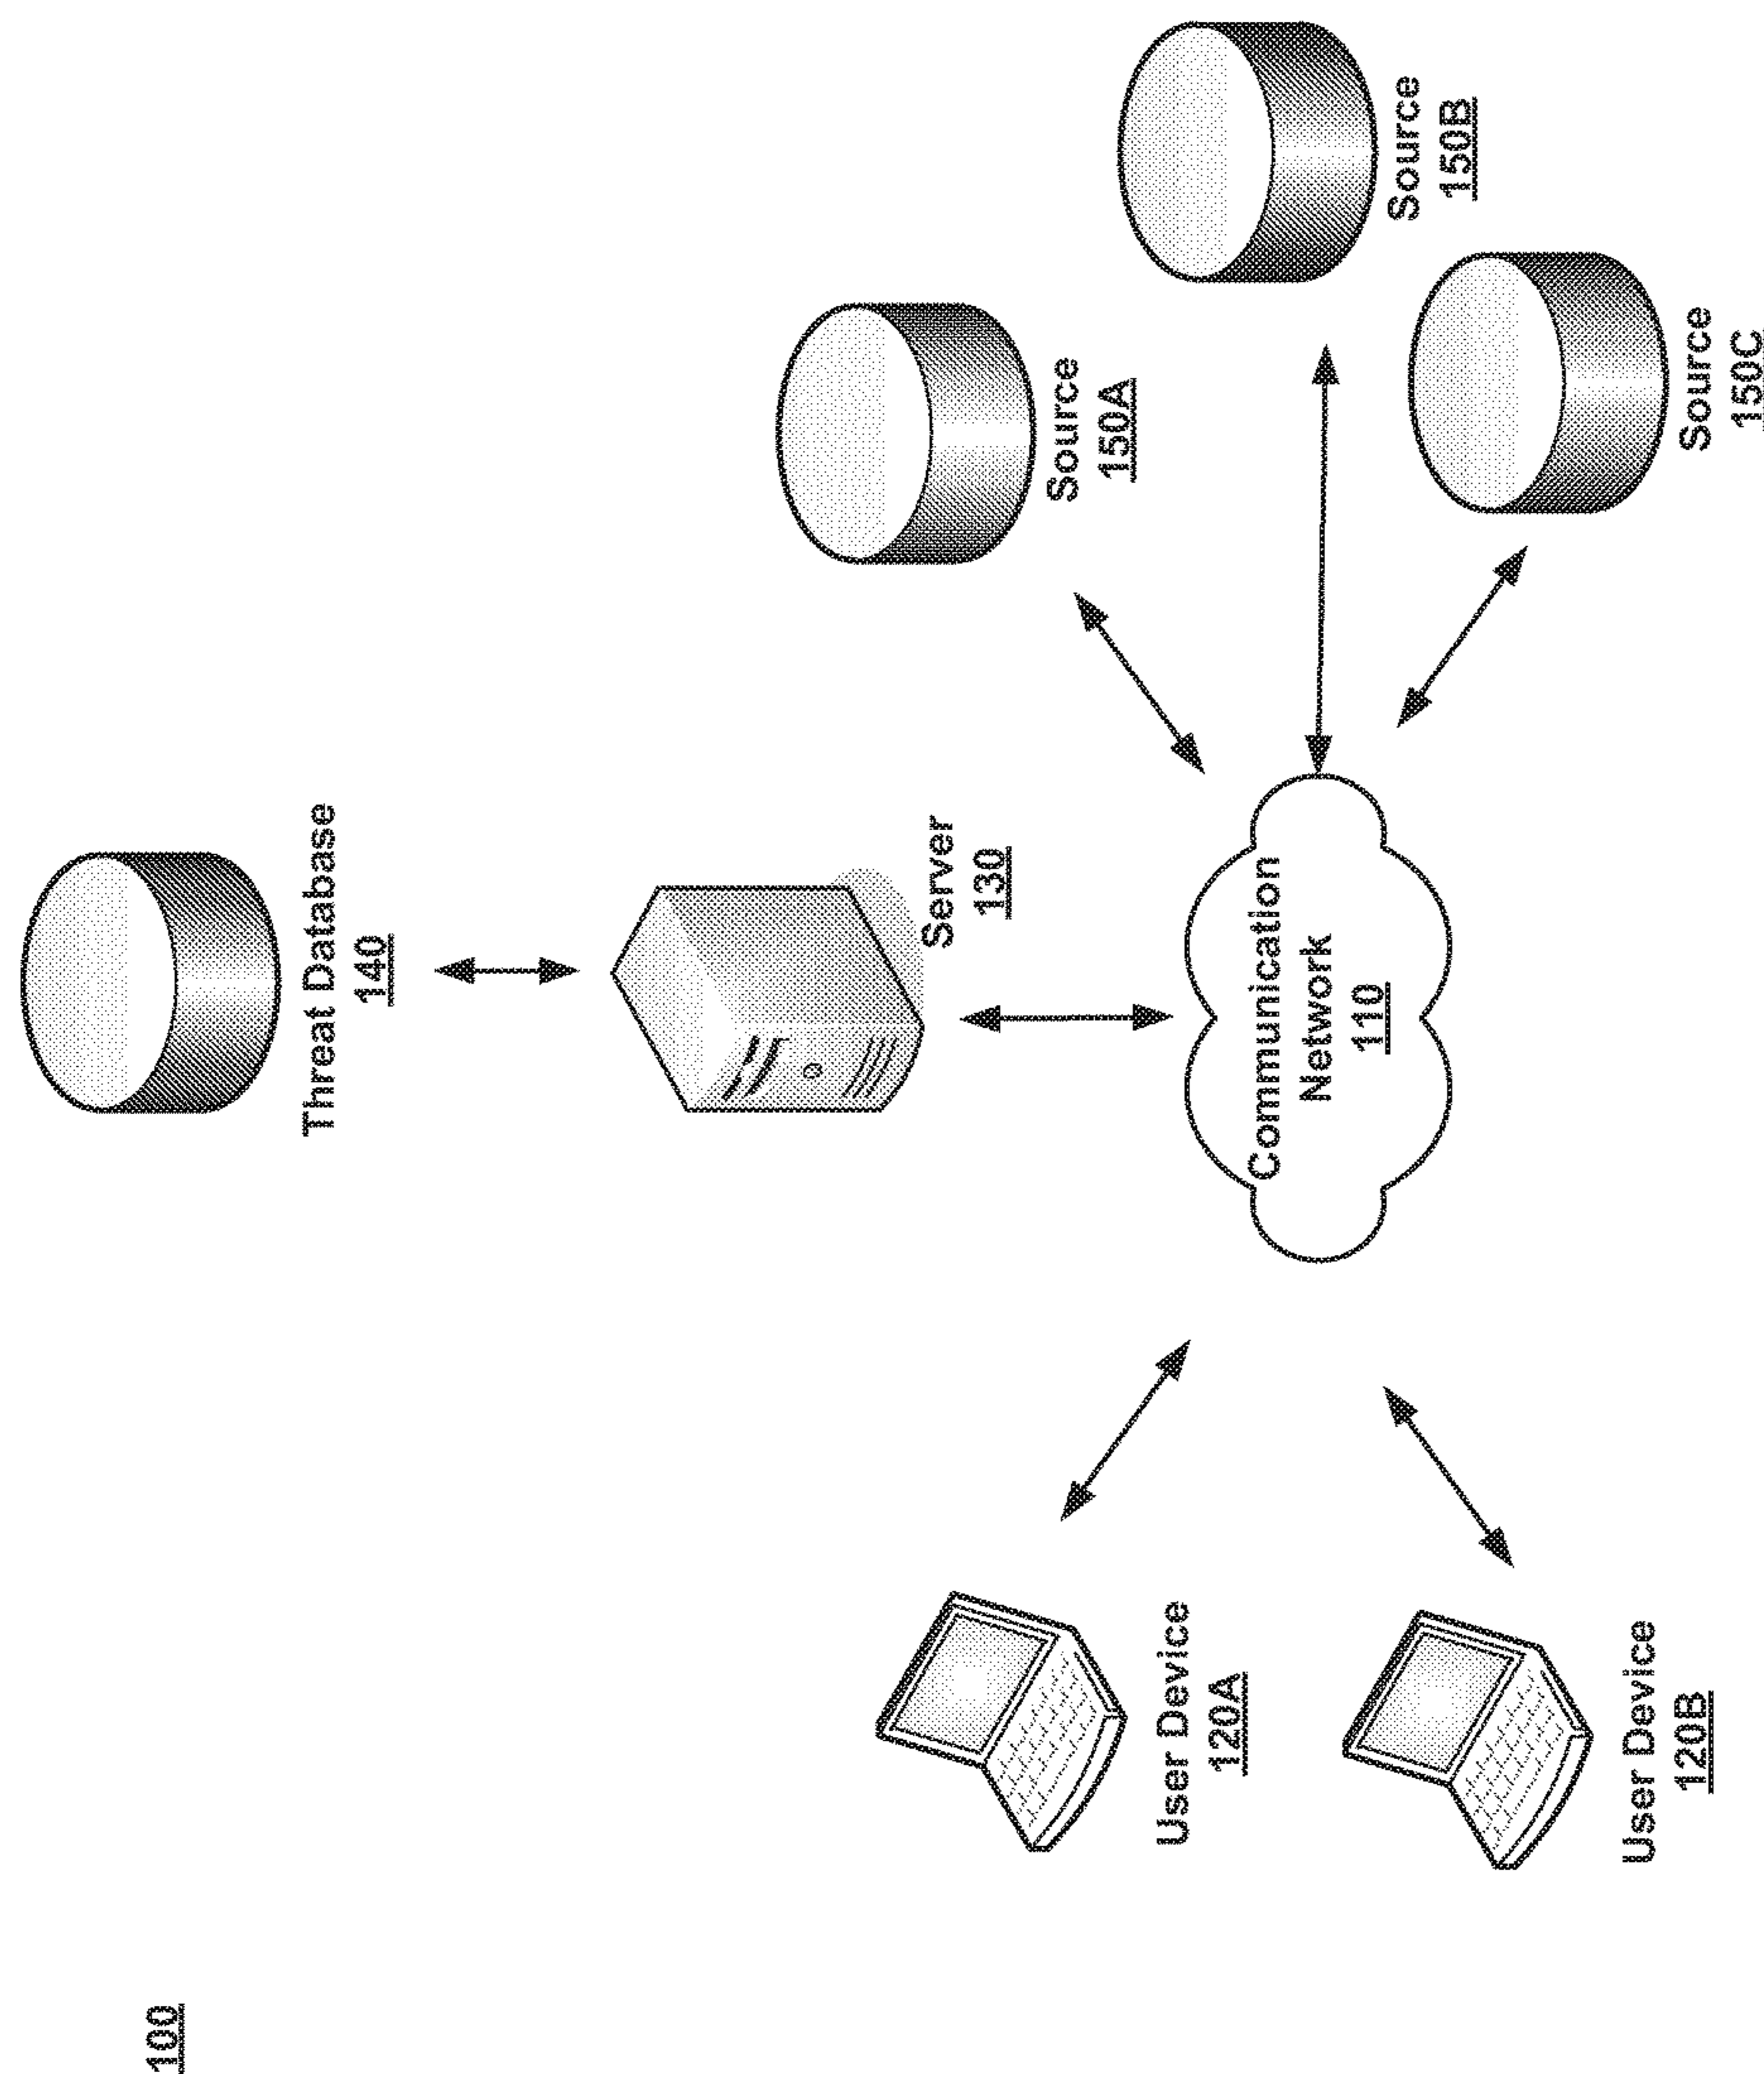 100
Threat Database
140
Server
130
Source
150A
Source
150B
Source
150C
Communication
Network
110
User Device
120A
User Device
120B